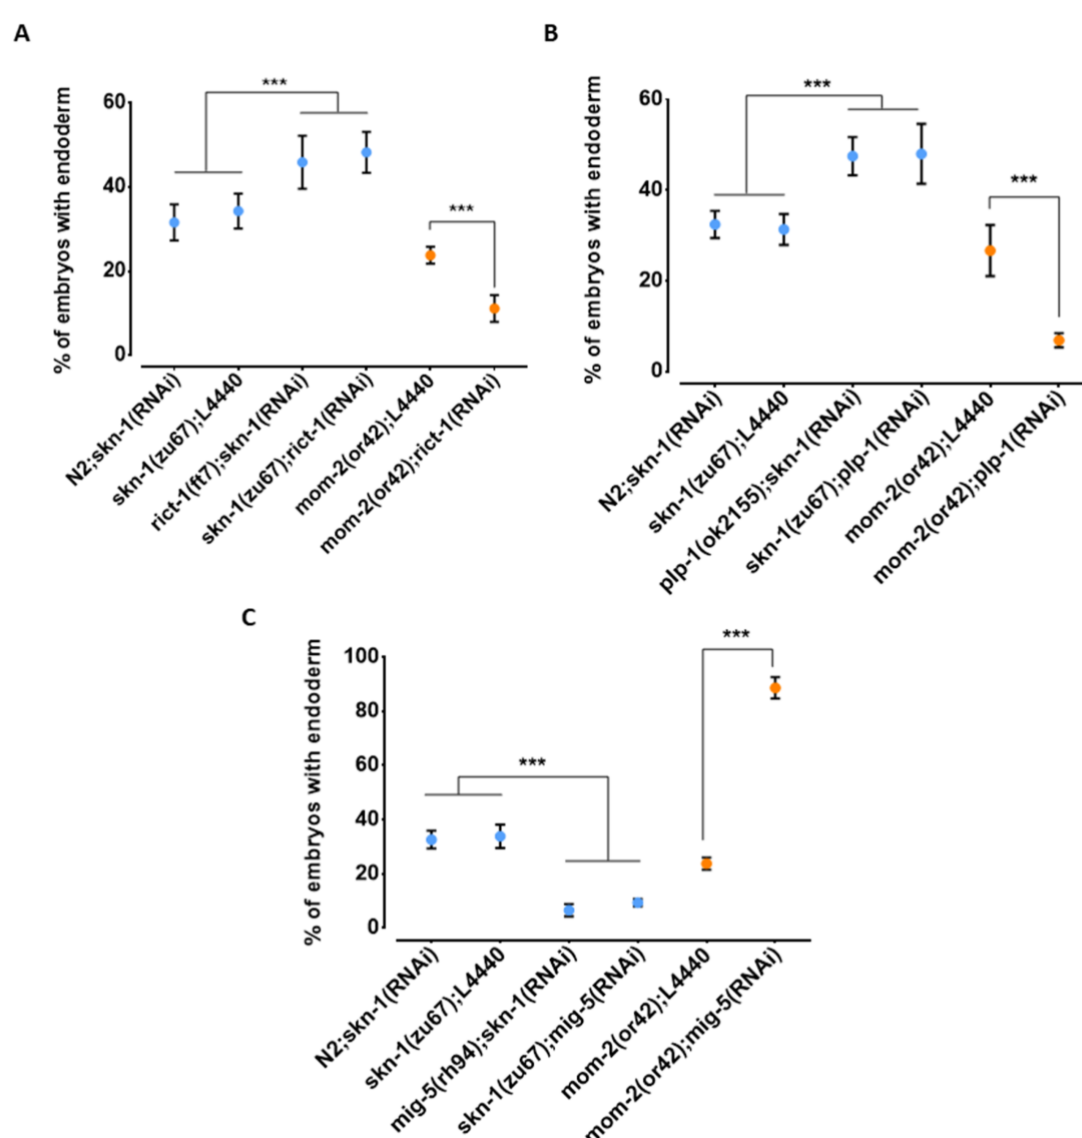 A
% of embryos with endoderm
60
40
20
0
***
***
N2;skn-1(RNAi)
skn-1(zu67);L4440
rict-1(ft7);skn-1(RNAi)
skn-1(zu67);rict-1(RNAi)
mom-2(or42);L4440
mom-2(or42);rict-1(RNAi)
B
% of embryos with endoderm
60
40
20
0
***
***
N2;skn-1(RNAi)
skn-1(zu67);L4440
plp-1(ok2155);skn-1(RNAi)
skn-1(zu67);plp-1(RNAi)
mom-2(or42);L4440
mom-2(or42);plp-1(RNAi)
C
% of embryos with endoderm
100
80
60
40
20
0
***
***
N2;skn-1(RNAi)
skn-1(zu67);L4440
mig-5(rh94);skn-1(RNAi)
skn-1(zu67);mig-5(RNAi)
mom-2(or42);L4440
mom-2(or42);mig-5(RNAi)